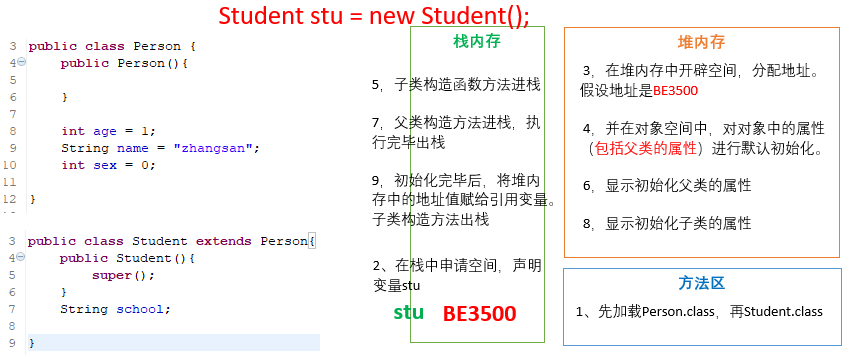 Student stu = new Student();
3 public class Person {
4 public Person(){
5
6 }
7
8 int age = 1;
9 String name = "zhangsan";
10 int sex = 0;
11
12 }
3 public class Student extends Person{
4 public Student(){
5 super();
6 }
7 String school;
8
9 }
栈内存
5，子类构造函数方法进栈
7，父类构造方法进栈，执
行完毕出栈
9，初始化完毕后，将堆内
存中的地址值赋给引用变量。
子类构造方法出栈
2、在栈中申请空间，声明
变量stu
stu BE3500
堆内存
3，在堆内存中开辟空间，分配地址。
假设地址是BE3500
4，并在对象空间中，对对象中的属性
（包括父类的属性）进行默认初始化。
6，显示初始化父类的属性
8，显示初始化子类的属性
方法区
1、先加载Person.class，再Student.class